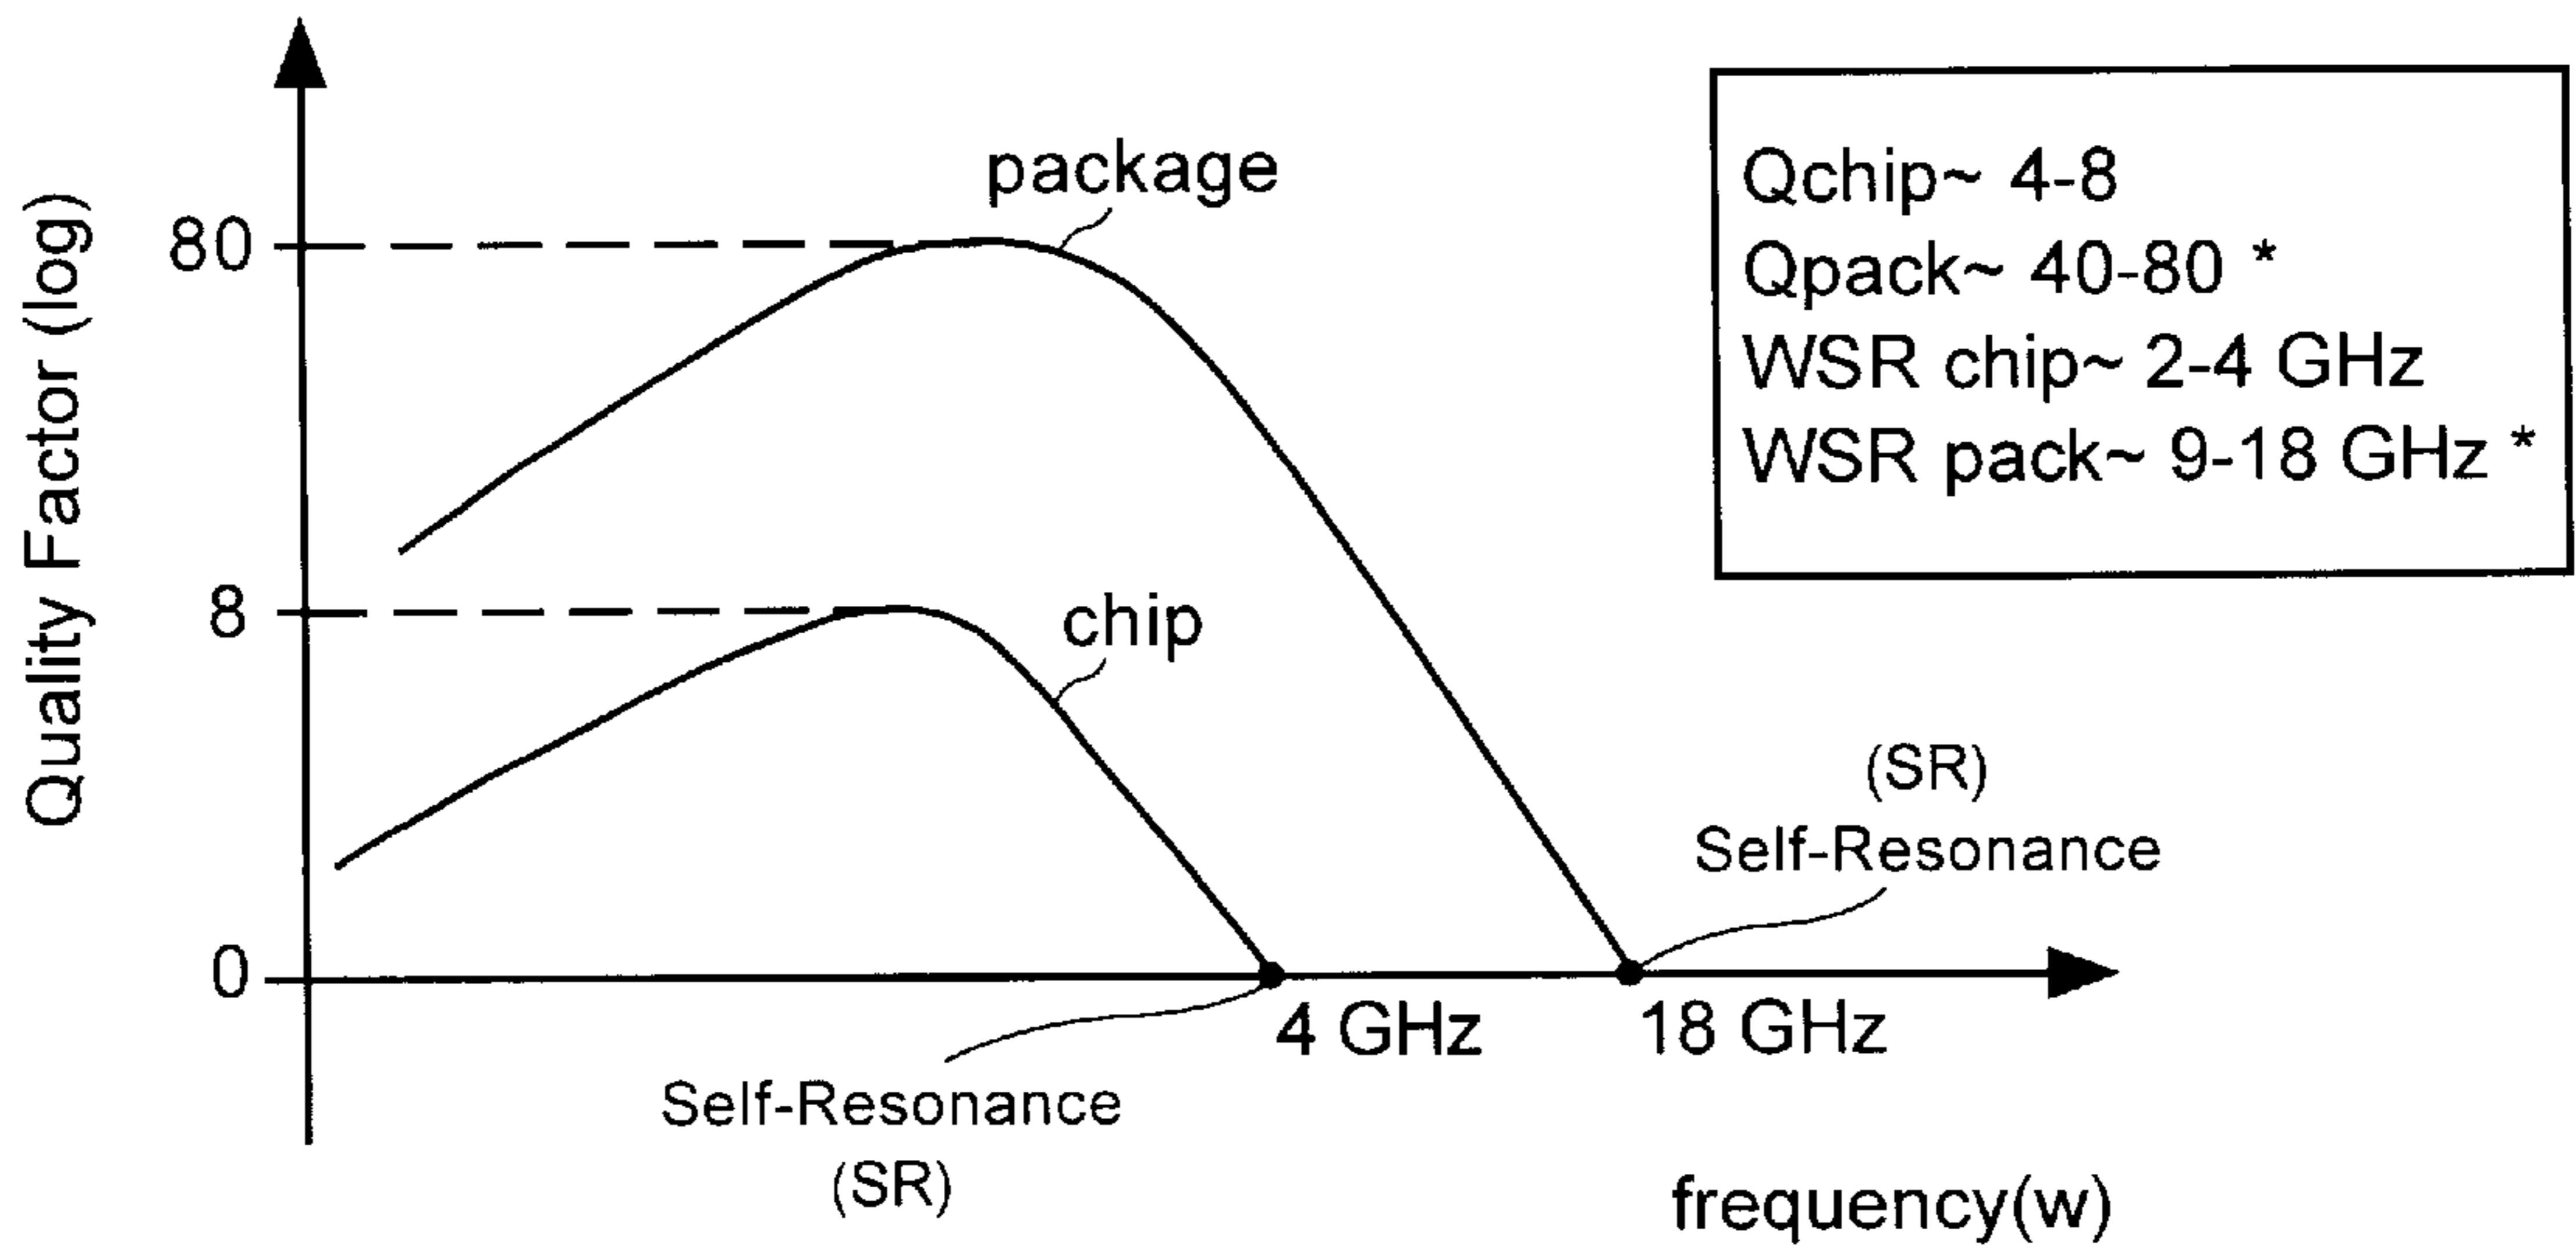 Quality Factor (log)
80
8
0
package
chip
Qchip~ 4-8
Qpack~ 40-80 *
WSR chip~ 2-4 GHz
WSR pack~ 9-18 GHz *
(SR)
Self-Resonance
4 GHz
18 GHz
Self-Resonance
(SR)
frequency(w)